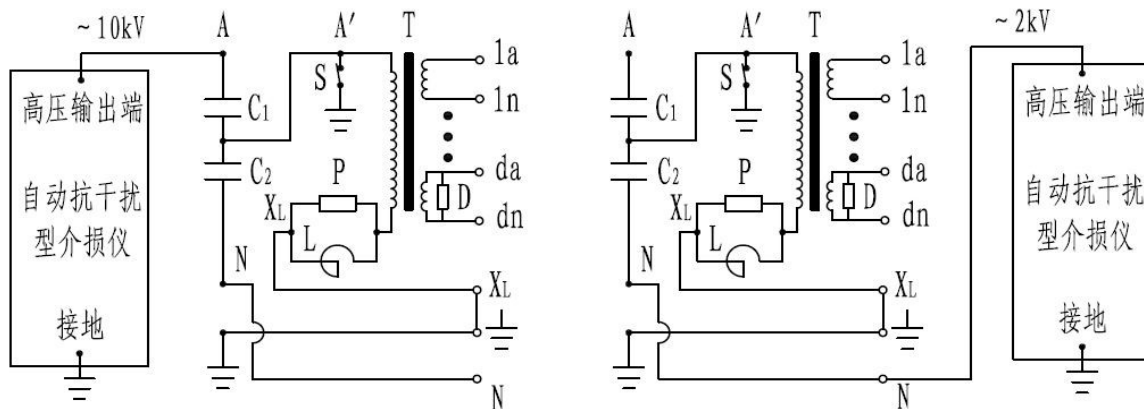 ~10kV
A
A′
T
1a
1n
S
C1
C2
P
da
D
dn
XL
L
N
XL
N
高压输出端
自动抗干扰
型介损仪
接地
A
A′
T
1a
1n
S
C1
C2
P
da
D
dn
XL
L
N
XL
N
~2kV
高压输出端
自动抗干扰
型介损仪
接地